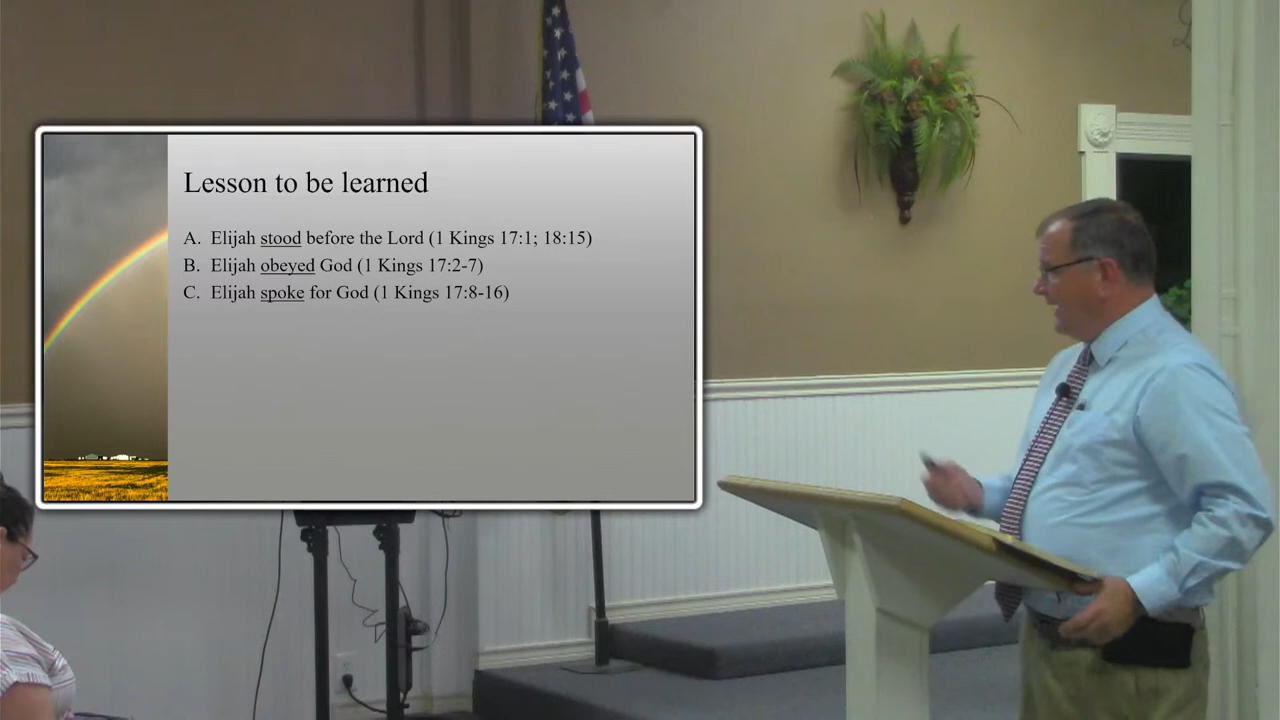 Lesson to be learned
A. Elijah stood before the Lord (1 Kings 17:1; 18:15)
B. Elijah obeyed God (1 Kings 17:2-7)
C. Elijah spoke for God (1 Kings 17:8-16)